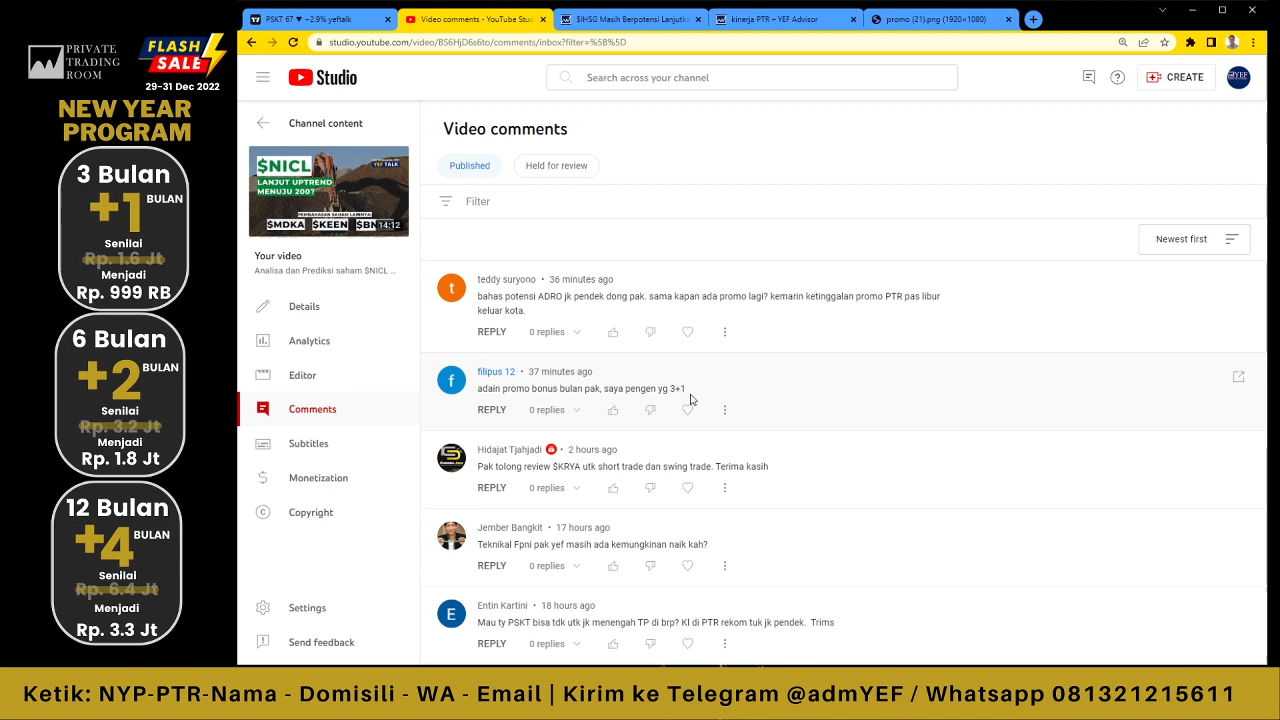 PRIVATE
TRADING
ROOM
FLASH
SALE
29-31 Dec 2022
NEW YEAR
PROGRAM
3 Bulan
+1 BULAN
Senilai
Rp. 1.6 Jt
Menjadi
Rp. 999 RB
6 Bulan
+2 BULAN
Senilai
Rp. 3.2 Jt
Menjadi
Rp. 1.8 Jt
12 Bulan
+4 BULAN
Senilai
Rp. 6.4 Jt
Menjadi
Rp. 3.3 Jt
PSKT 67 ▼ −2.9% yeftalk
Video comments - YouTube Stud
$IHSG Masih Berpotensi Lanjutka
kinerja PTR – YEF Advisor
promo (21).png (1920×1080)
studio.youtube.com/video/BS6HjD6s6to/comments/inbox?filter=%5B%5D
Studio
Search across your channel
CREATE
Channel content
$NICL
LANJUT UPTREND
MENUJU 200?
YEF TALK
PEMBAHASAN SAHAM LAINNYA:
$MDKA $KEEN $BN
14:12
Your video
Analisa dan Prediksi saham $NICL ...
Details
Analytics
Editor
Comments
Subtitles
Monetization
Copyright
Settings
Send feedback
Video comments
Published
Held for review
Filter
Newest first
teddy suryono • 36 minutes ago
bahas potensi ADRO jk pendek dong pak. sama kapan ada promo lagi? kemarin ketinggalan promo PTR pas libur
keluar kota.
REPLY 0 replies
filipus 12 • 37 minutes ago
adain promo bonus bulan pak, saya pengen yg 3+1
REPLY 0 replies
Hidajat Tjahjadi • 2 hours ago
Pak tolong review $KRYA utk short trade dan swing trade. Terima kasih
REPLY 0 replies
Jember Bangkit • 17 hours ago
Teknikal Fpni pak yef masih ada kemungkinan naik kah?
REPLY 0 replies
Entin Kartini • 18 hours ago
Mau ty PSKT bisa tdk utk jk menengah TP di brp? Kl di PTR rekom tuk jk pendek. Trims
REPLY 0 replies
Ketik: NYP-PTR-Nama - Domisili - WA - Email | Kirim ke Telegram @admYEF / Whatsapp 081321215611